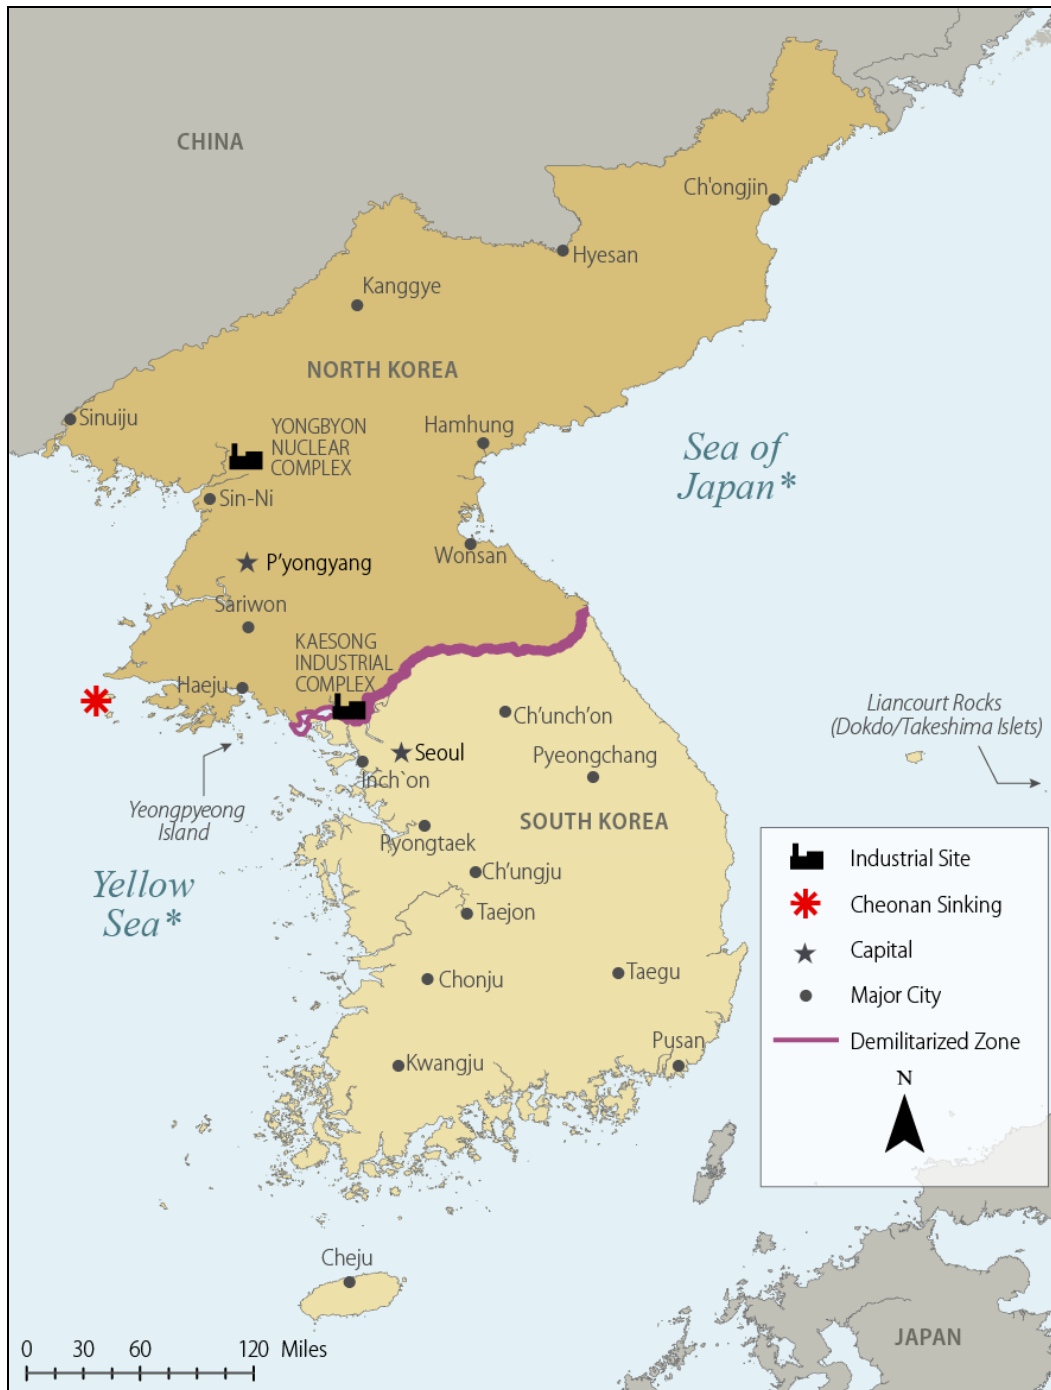 CHINA
Ch'ongjin
Hyesan
Kanggye
NORTH KOREA
Sinuiju
YONGBYON
NUCLEAR
COMPLEX
Hamhung
Sea of
Japan*
Sin-Ni
Wonsan
P'yongyang
Sariwon
KAESONG
INDUSTRIAL
COMPLEX
Haeju
Ch'unch'on
Liancourt Rocks
(Dokdo/Takeshima Islets)
Seoul
Pyeongchang
Inch`on
Yeongpyeong
Island
SOUTH KOREA
Pyongtaek
Yellow
Sea*
Ch'ungju
Taejon
Chonju
Taegu
Pusan
Kwangju
Industrial Site
Cheonan Sinking
Capital
Major City
Demilitarized Zone
N
Cheju
JAPAN
0 30 60 120 Miles